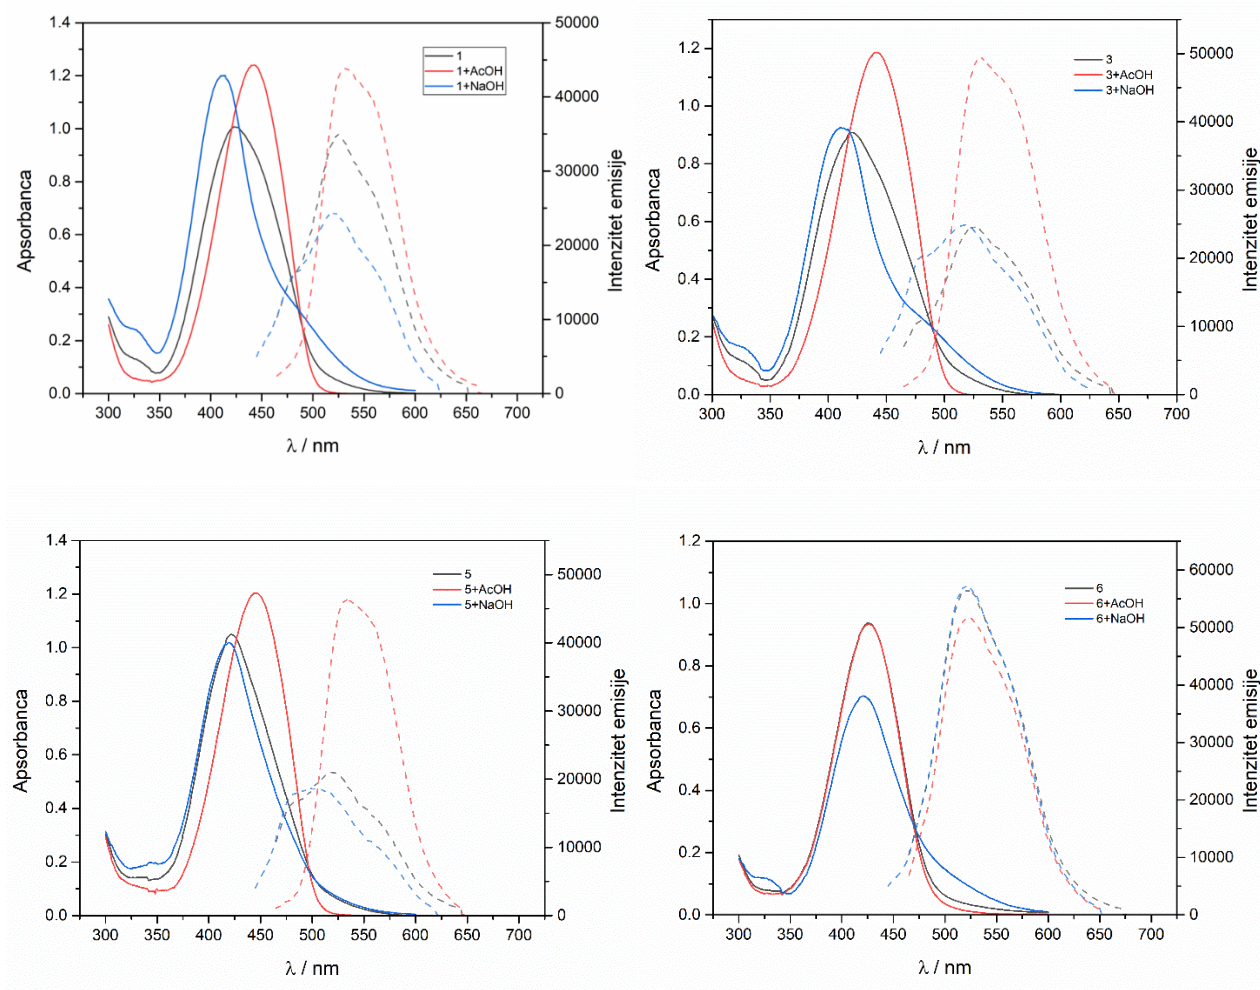 1.4
1.2
1.0
0.8
0.6
0.4
0.2
0.0
Apsorbanca
300 350 400 450 500 550 600 650 700
λ / nm
50000
40000
30000
20000
10000
0
Intenzitet emisije
1
1+AcOH
1+NaOH
1.2
1.0
0.8
0.6
0.4
0.2
0.0
Apsorbanca
300 350 400 450 500 550 600 650 700
λ / nm
50000
40000
30000
20000
10000
0
Intenzitet emisije
3
3+AcOH
3+NaOH
1.4
1.2
1.0
0.8
0.6
0.4
0.2
0.0
Apsorbanca
300 350 400 450 500 550 600 650 700
λ / nm
50000
40000
30000
20000
10000
0
Intenzitet emisije
5
5+AcOH
5+NaOH
1.2
1.0
0.8
0.6
0.4
0.2
0.0
Apsorbanca
300 350 400 450 500 550 600 650 700
λ / nm
60000
50000
40000
30000
20000
10000
0
Intenzitet emisije
6
6+AcOH
6+NaOH